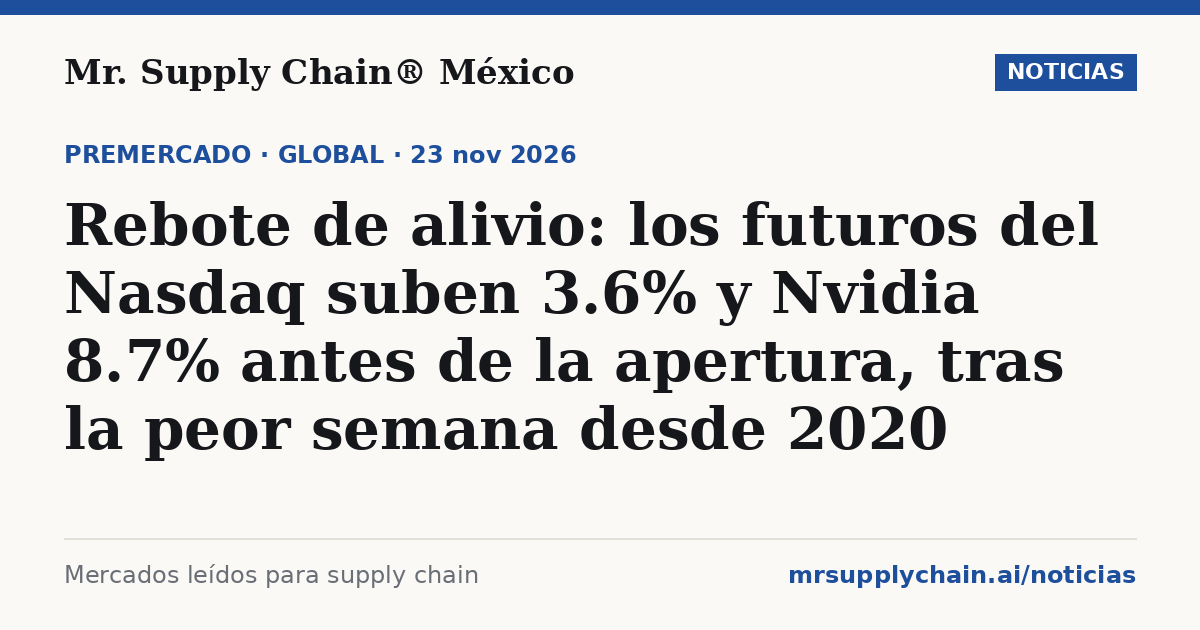 Mr. Supply Chain® México
NOTICIAS
PREMERCADO · GLOBAL · 23 nov 2026
Rebote de alivio: los futuros del
Nasdaq suben 3.6% y Nvidia
8.7% antes de la apertura, tras
la peor semana desde 2020
Mercados leídos para supply chain
mrsupplychain.ai/noticias